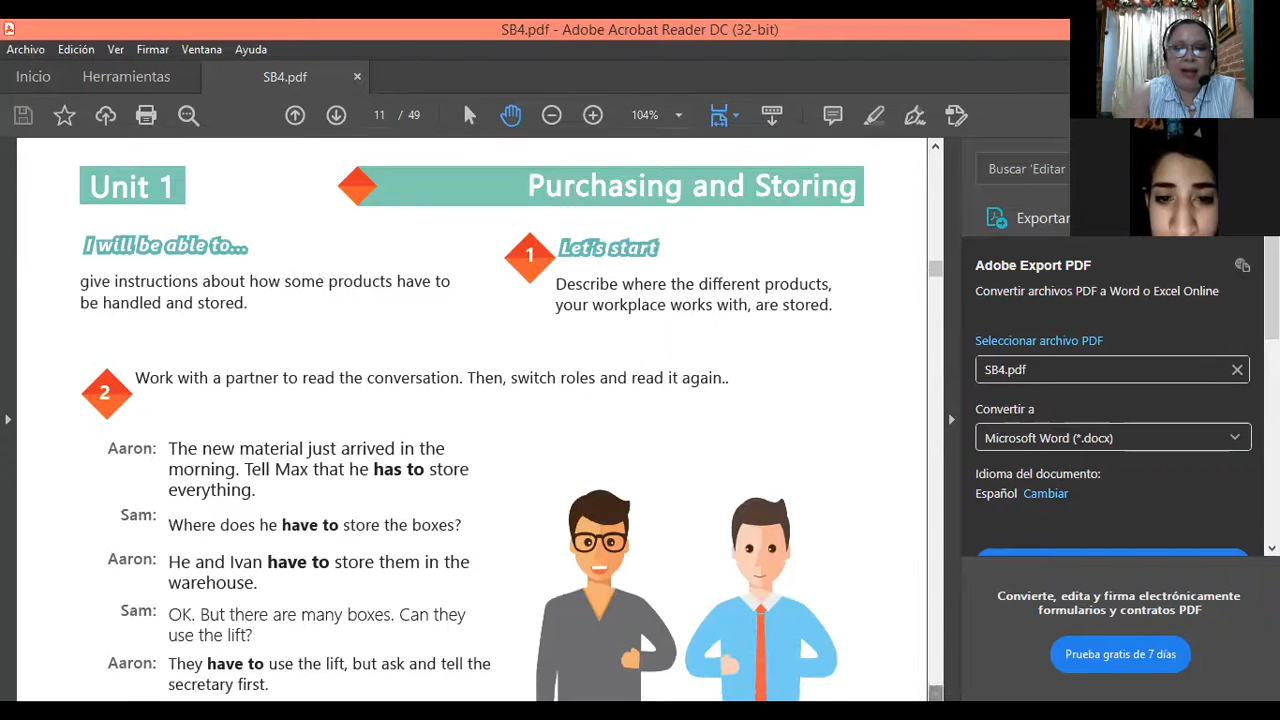 SB4.pdf - Adobe Acrobat Reader DC (32-bit)
Archivo Edición Ver Firmar Ventana Ayuda
Inicio Herramientas SB4.pdf ×
11 / 49 104%
Unit 1 Purchasing and Storing
I will be able to...
give instructions about how some products have to
be handled and stored.
1 Let's start
Describe where the different products,
your workplace works with, are stored.
2 Work with a partner to read the conversation. Then, switch roles and read it again..
Aaron: The new material just arrived in the
morning. Tell Max that he has to store
everything.
Sam: Where does he have to store the boxes?
Aaron: He and Ivan have to store them in the
warehouse.
Sam: OK. But there are many boxes. Can they
use the lift?
Aaron: They have to use the lift, but ask and tell the
secretary first.
Buscar 'Editar
Exportar
Adobe Export PDF
Convertir archivos PDF a Word o Excel Online
Seleccionar archivo PDF
SB4.pdf
Convertir a
Microsoft Word (*.docx)
Idioma del documento:
Español Cambiar
Convierte, edita y firma electrónicamente
formularios y contratos PDF
Prueba gratis de 7 días